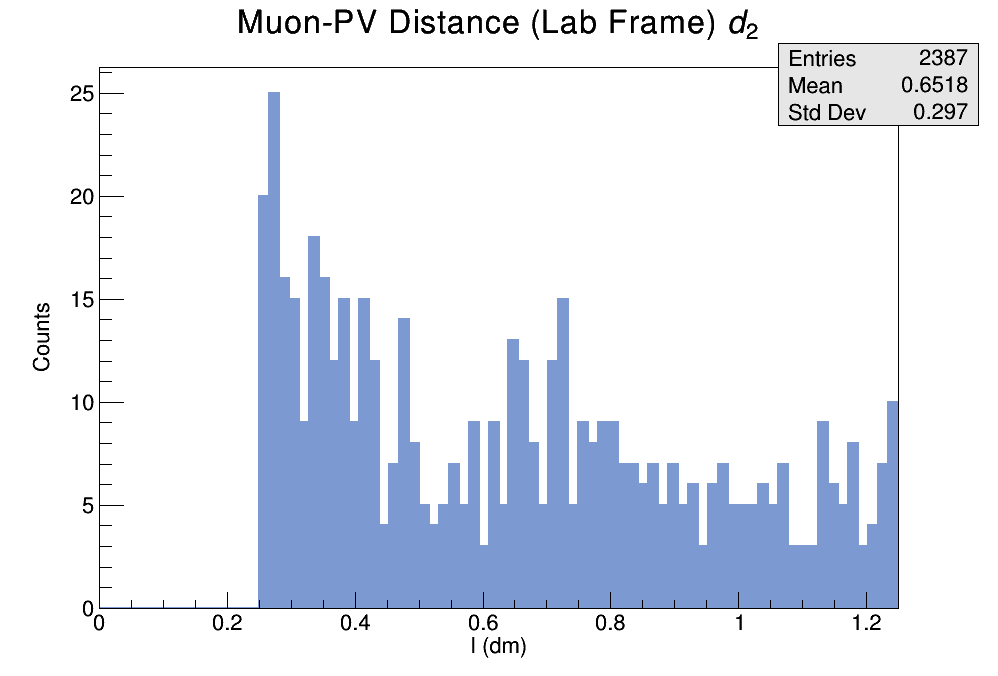 Muon-PV Distance (Lab Frame) d₂
Entries 2387
Mean 0.6518
Std Dev 0.297
25
20
15
10
5
0
Counts
0 0.2 0.4 0.6 0.8 1 1.2
l (dm)